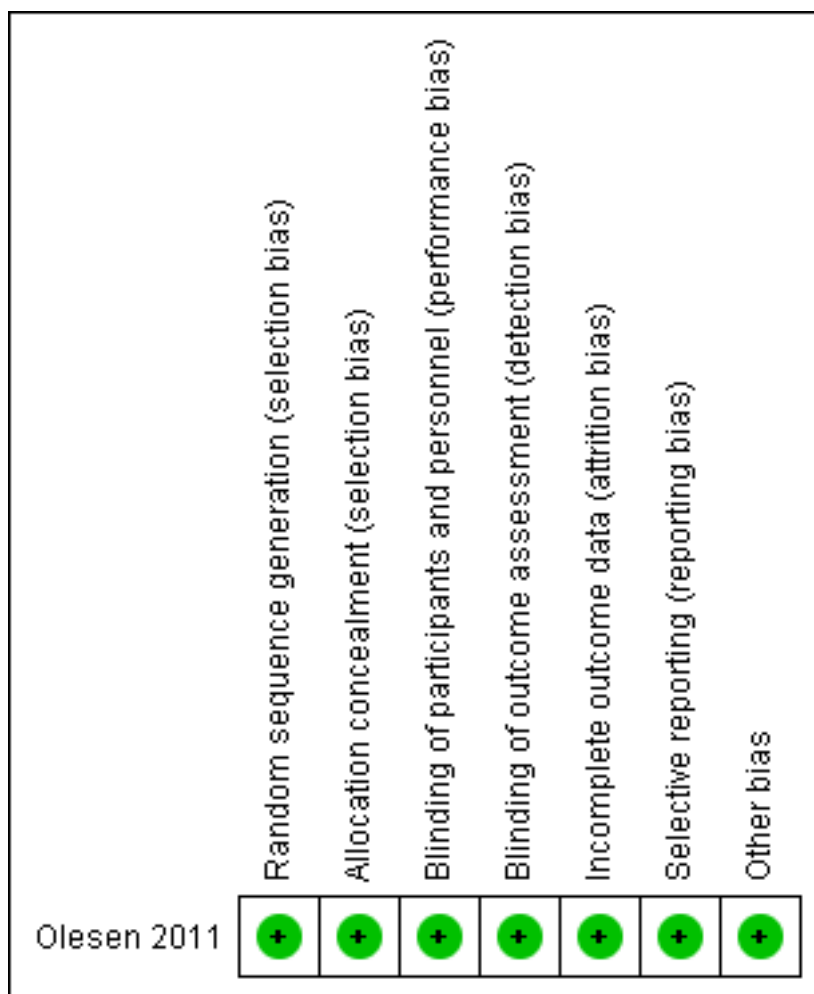 Random sequence generation (selection bias)
Allocation concealment (selection bias)
Blinding of participants and personnel (performance bias)
Blinding of outcome assessment (detection bias)
Incomplete outcome data (attrition bias)
Selective reporting (reporting bias)
Other bias
Olesen 2011 + + + + + + +